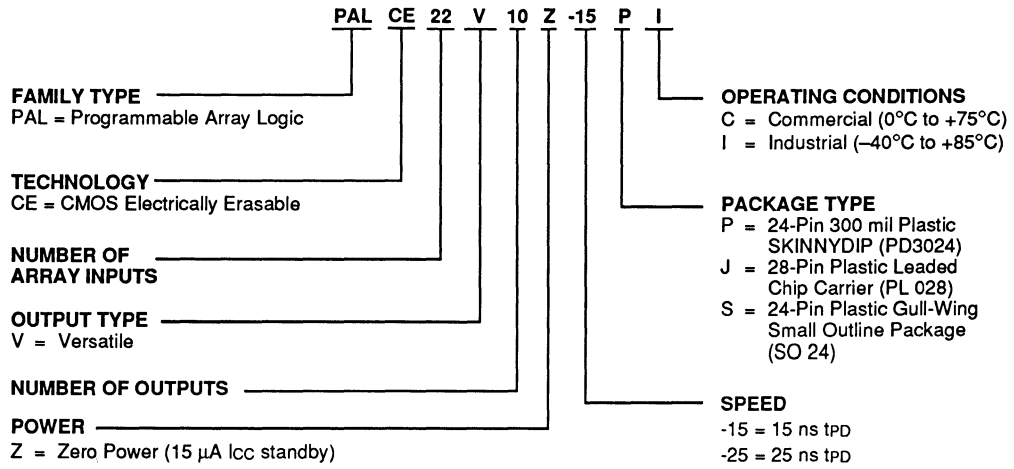 PAL CE 22 V 10 Z -15 P I
FAMILY TYPE
PAL = Programmable Array Logic
TECHNOLOGY
CE = CMOS Electrically Erasable
NUMBER OF
ARRAY INPUTS
OUTPUT TYPE
V = Versatile
NUMBER OF OUTPUTS
POWER
Z = Zero Power (15 µA ICC standby)
OPERATING CONDITIONS
C = Commercial (0°C to +75°C)
I = Industrial (–40°C to +85°C)
PACKAGE TYPE
P = 24-Pin 300 mil Plastic
SKINNYDIP (PD3024)
J = 28-Pin Plastic Leaded
Chip Carrier (PL 028)
S = 24-Pin Plastic Gull-Wing
Small Outline Package
(SO 24)
SPEED
-15 = 15 ns tPD
-25 = 25 ns tPD